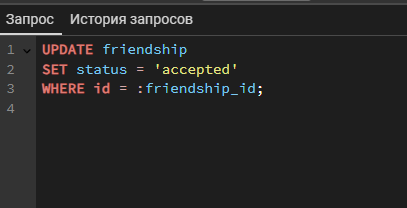 Запрос История запросов
1 UPDATE friendship
2 SET status = 'accepted'
3 WHERE id = :friendship_id;
4